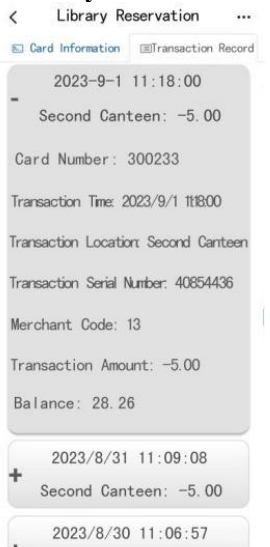 Library Reservation ...
Card Information Transaction Record
2023-9-1 11:18:00
-
Second Canteen: -5.00
Card Number: 300233
Transaction Time: 2023/9/1 11:18:00
Transaction Location: Second Canteen
Transaction Serial Number: 40854436
Merchant Code: 13
Transaction Amount: -5.00
Balance: 28.26
2023/8/31 11:09:08
+
Second Canteen: -5.00
2023/8/30 11:06:57